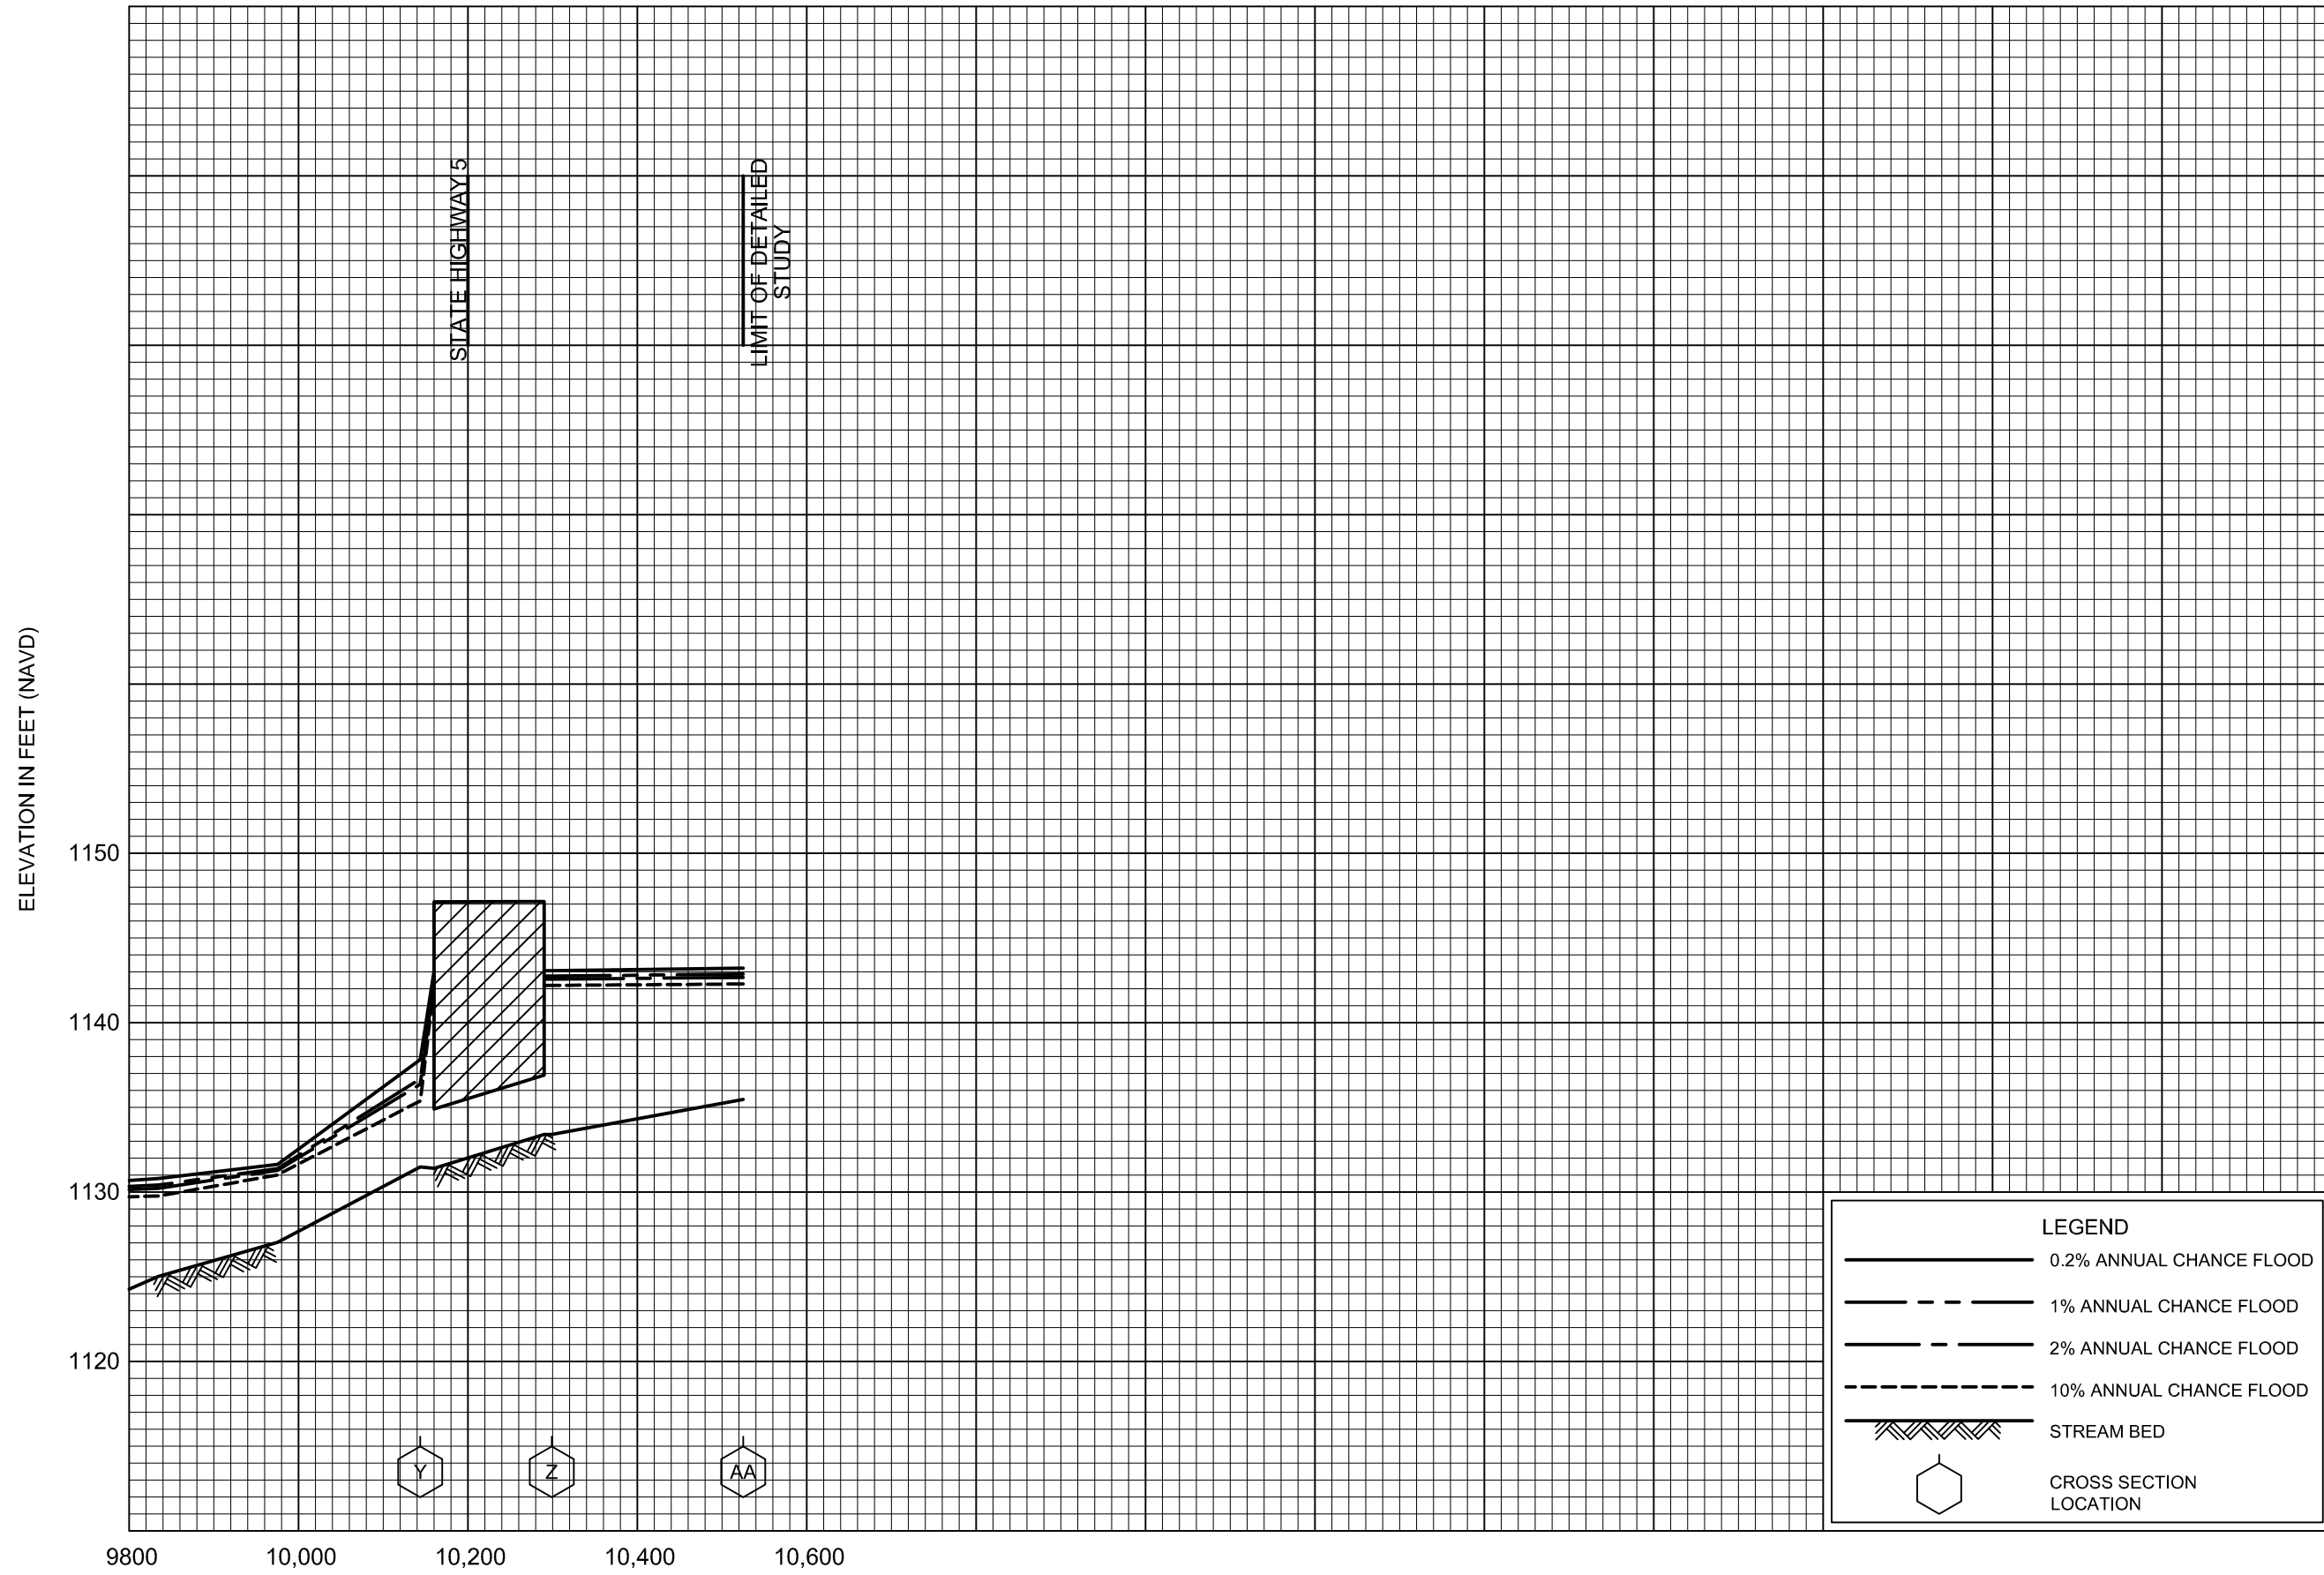 STATE HIGHWAY 5
LIMIT OF DETAILED
STUDY
ELEVATION IN FEET (NAVD)
1150
1140
1130
1120
Y
Z
AA
9800
10,000
10,200
10,400
10,600
LEGEND
0.2% ANNUAL CHANCE FLOOD
1% ANNUAL CHANCE FLOOD
2% ANNUAL CHANCE FLOOD
10% ANNUAL CHANCE FLOOD
STREAM BED
CROSS SECTION
LOCATION